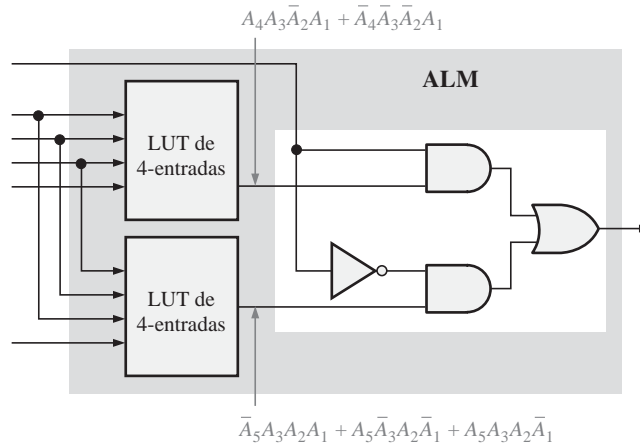 A₄A₃Ā₂A₁ + Ā₄Ā₃Ā₂A₁
ALM
LUT de
4-entradas
LUT de
4-entradas
Ā₅A₃A₂A₁ + A₅Ā₃A₂Ā₁ + A₅A₃A₂Ā₁